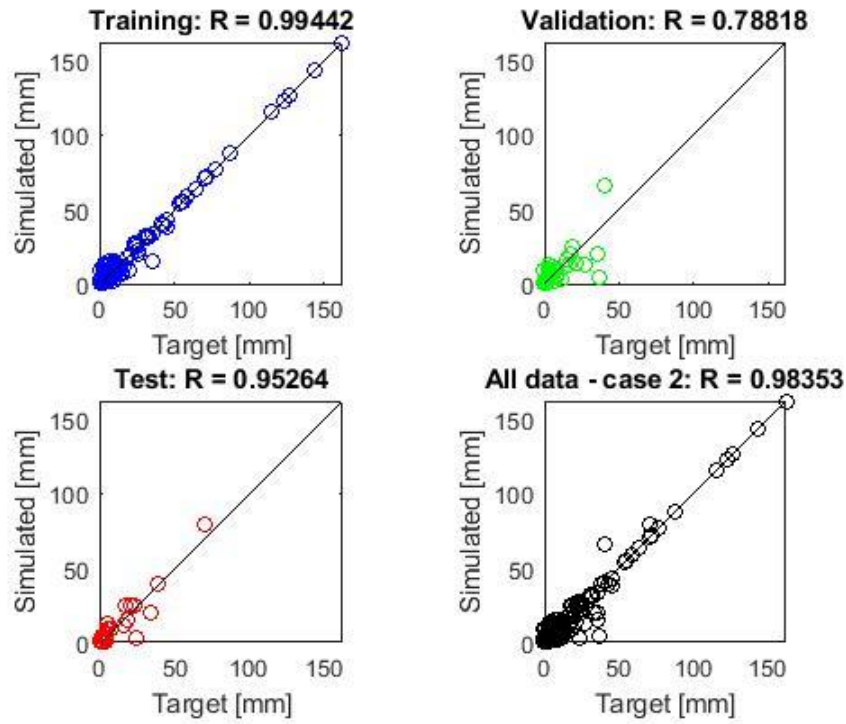 Training: R = 0.99442
150
100
50
0
Simulated [mm]
0 50 100 150
Target [mm]
Validation: R = 0.78818
150
100
50
0
Simulated [mm]
0 50 100 150
Target [mm]
Test: R = 0.95264
150
100
50
0
Simulated [mm]
0 50 100 150
Target [mm]
All data - case 2: R = 0.98353
150
100
50
0
Simulated [mm]
0 50 100 150
Target [mm]